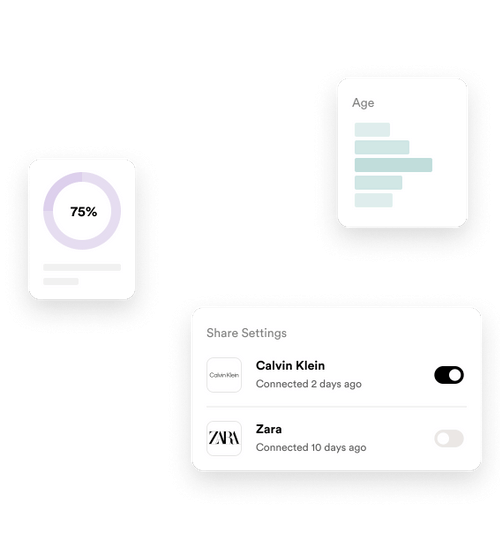 Age
75%
Share Settings
Calvin Klein
Calvin Klein
Connected 2 days ago
ZARA
Zara
Connected 10 days ago